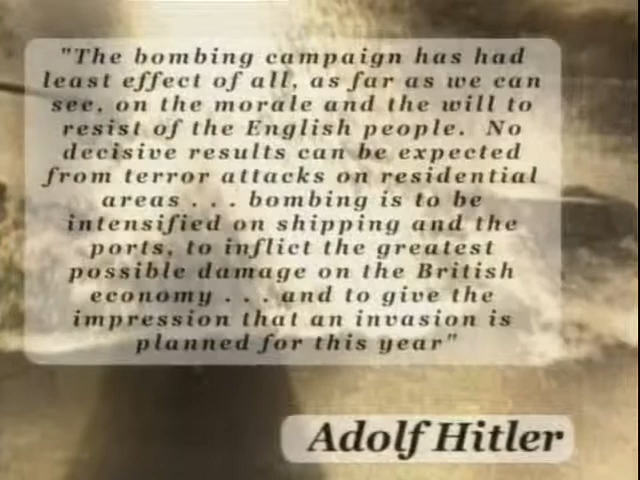 "The bombing campaign has had
least effect of all, as far as we can
see, on the morale and the will to
resist of the English people. No
decisive results can be expected
from terror attacks on residential
areas . . . bombing is to be
intensified on shipping and the
ports, to inflict the greatest
possible damage on the British
economy . . . and to give the
impression that an invasion is
planned for this year"
Adolf Hitler